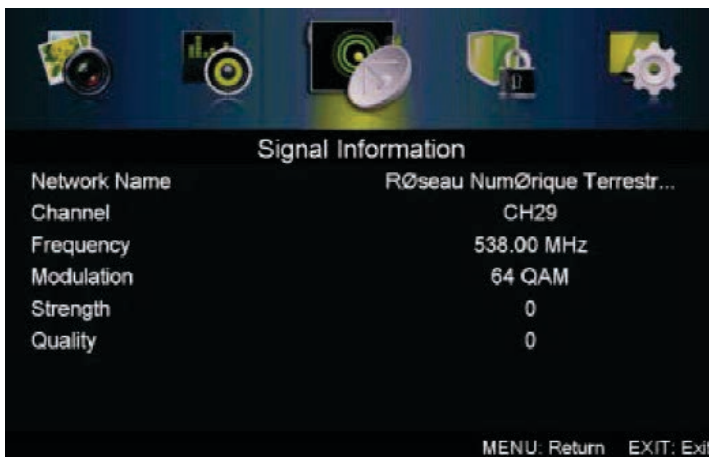 Signal Information
Network Name RØseau NumØrique Terrestr...
Channel CH29
Frequency 538.00 MHz
Modulation 64 QAM
Strength 0
Quality 0
MENU: Return EXIT: Exit